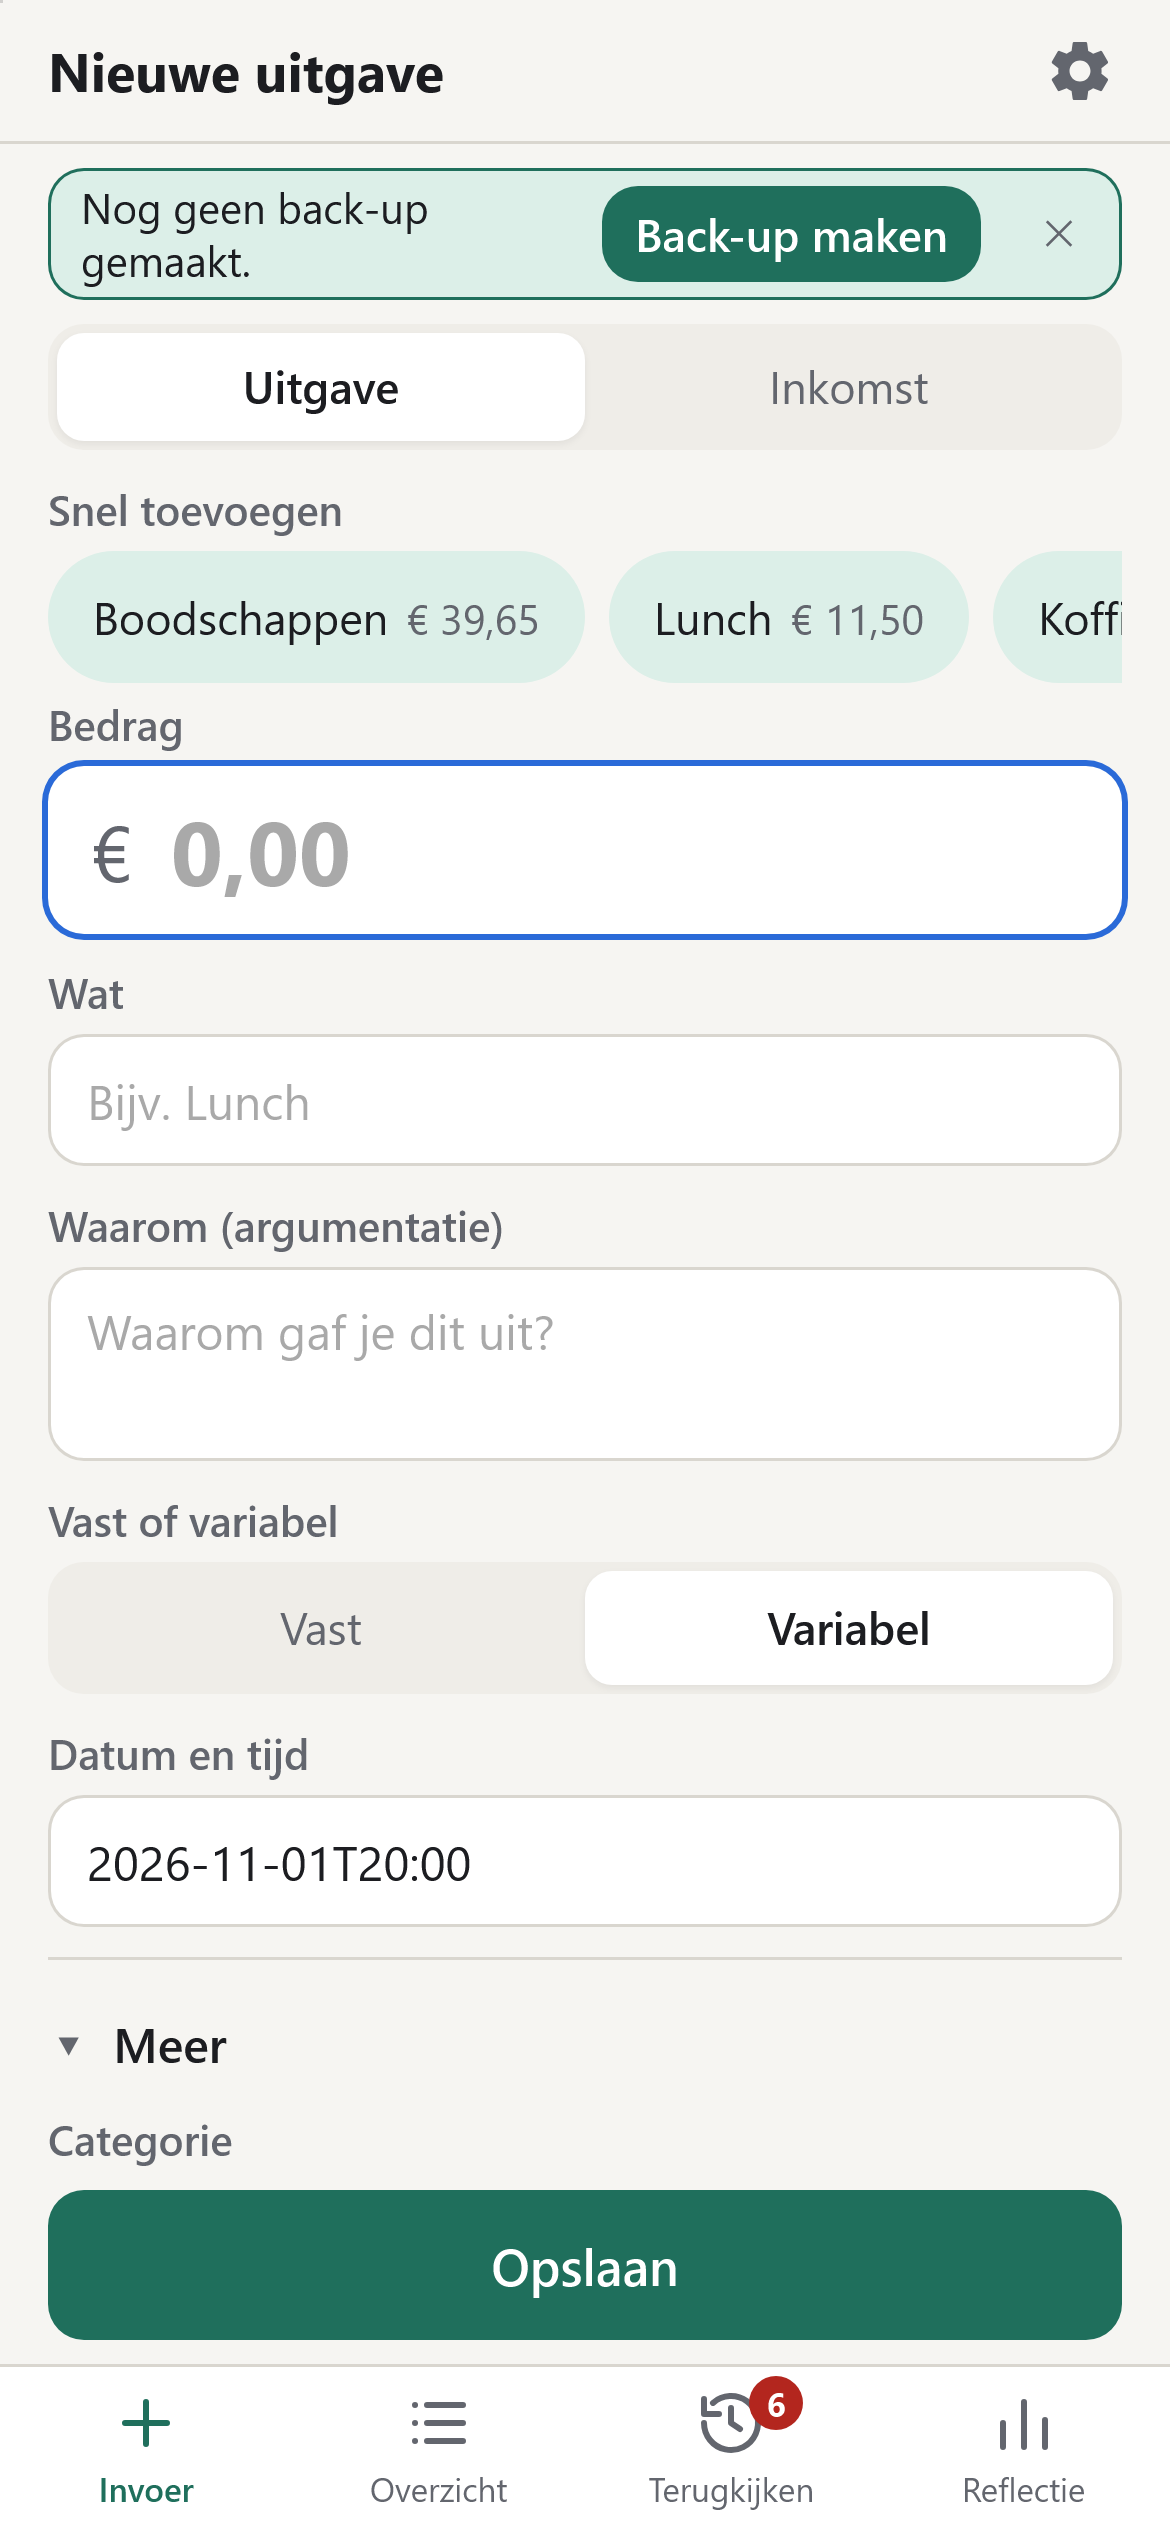 Nieuwe uitgave
Nog geen back-up
gemaakt.
Back-up maken
Uitgave
Inkomst
Snel toevoegen
Boodschappen € 39,65
Lunch € 11,50
Koffi
Bedrag
€ 0,00
Wat
Bijv. Lunch
Waarom (argumentatie)
Waarom gaf je dit uit?
Vast of variabel
Vast
Variabel
Datum en tijd
2026-11-01T20:00
Meer
Categorie
Opslaan
6
Invoer
Overzicht
Terugkijken
Reflectie